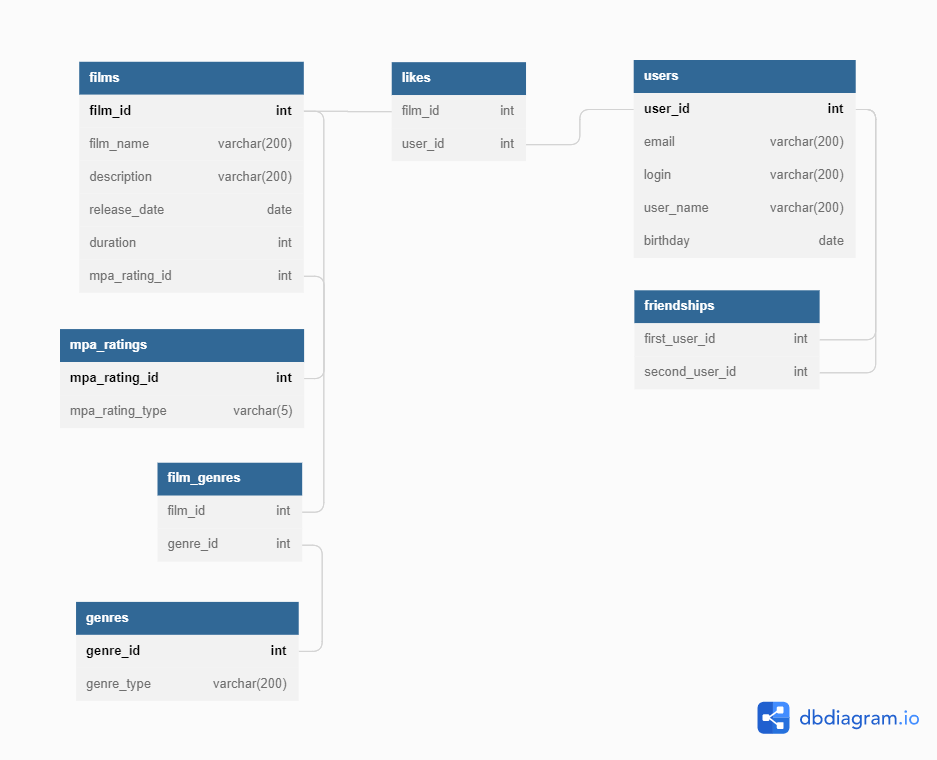 films
film_id int
film_name varchar(200)
description varchar(200)
release_date date
duration int
mpa_rating_id int
likes
film_id int
user_id int
users
user_id int
email varchar(200)
login varchar(200)
user_name varchar(200)
birthday date
friendships
first_user_id int
second_user_id int
mpa_ratings
mpa_rating_id int
mpa_rating_type varchar(5)
film_genres
film_id int
genre_id int
genres
genre_id int
genre_type varchar(200)
dbdiagram.io